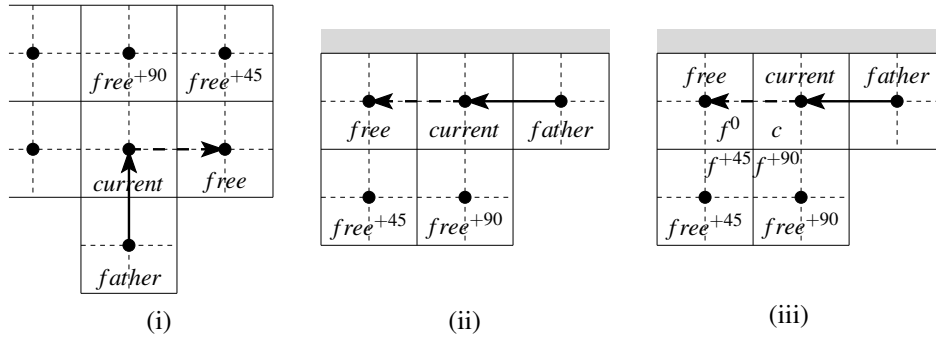 free^{+90} free^{+45}
current free
father
(i)
free current father
free^{+45} free^{+90}
(ii)
free current father
f^0 c
f^{+45} f^{+90}
free^{+45} free^{+90}
(iii)